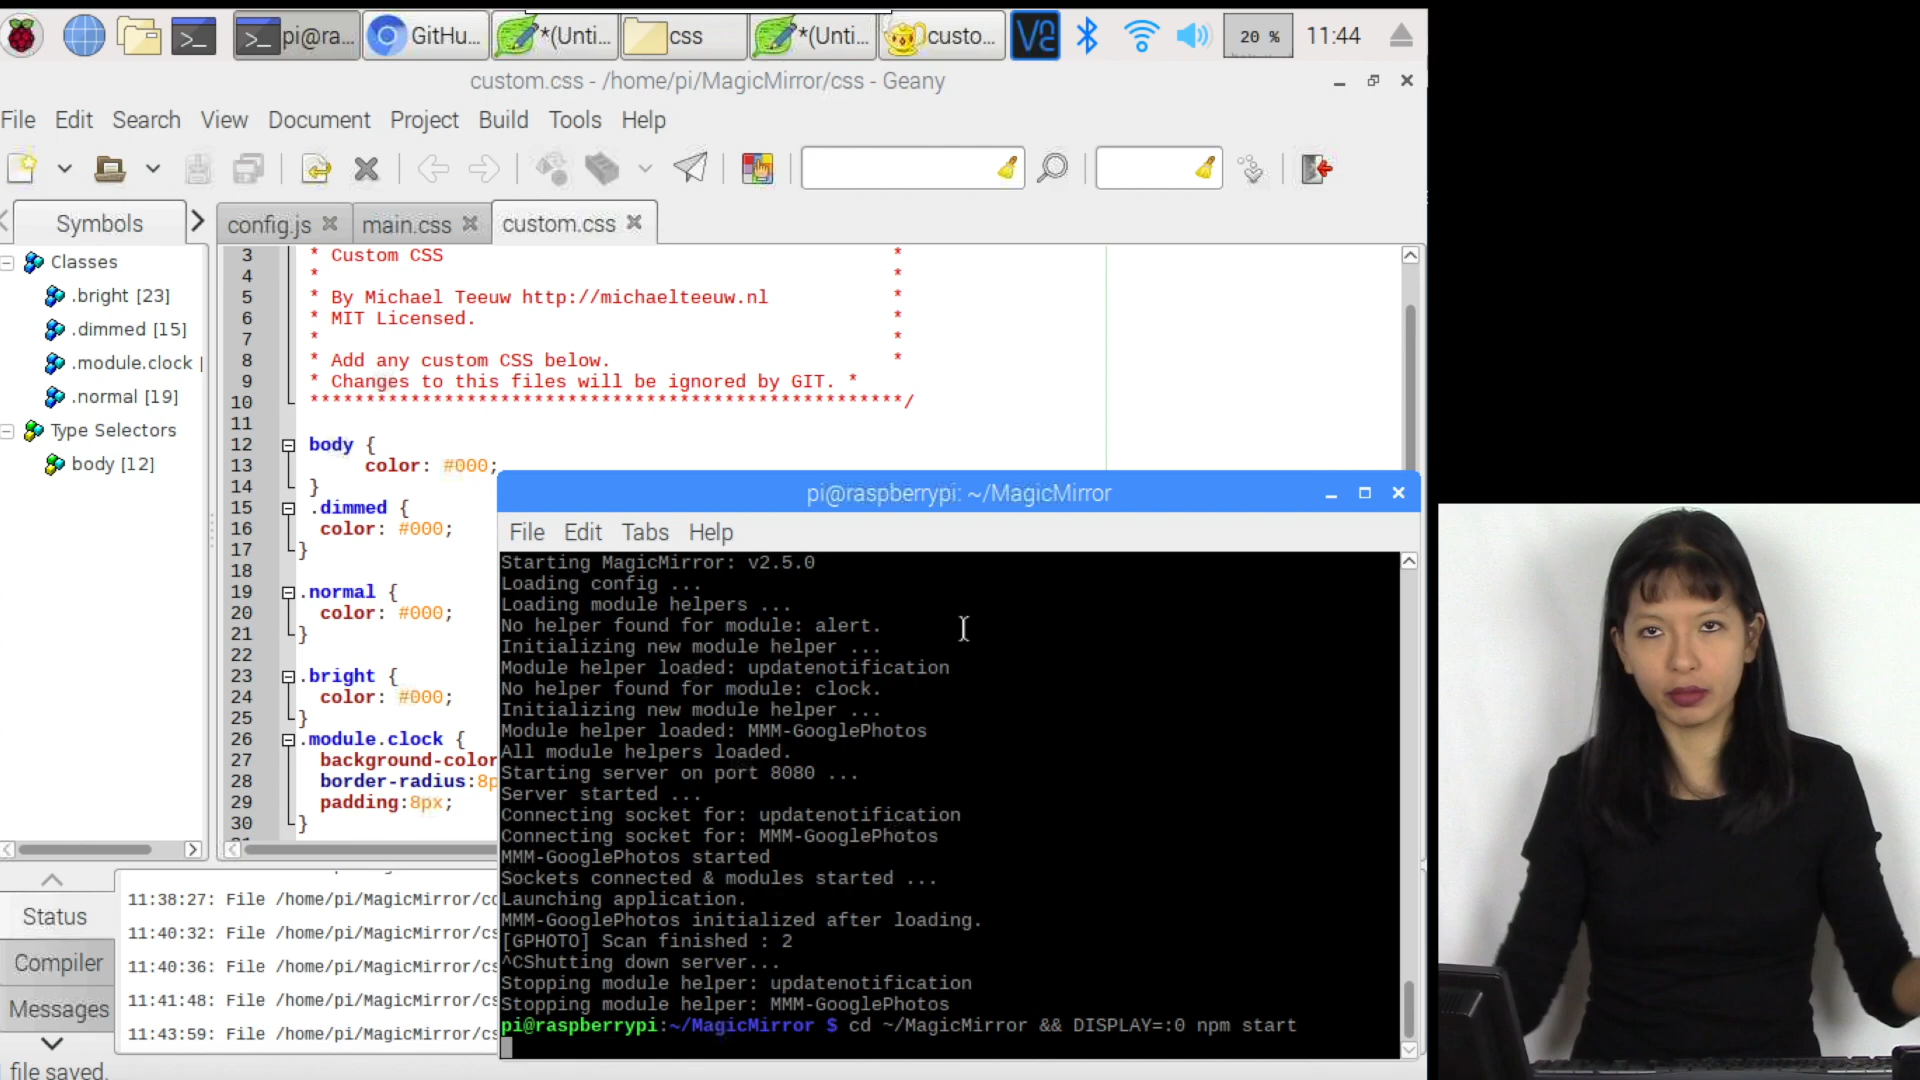 pi@ra...
GitHu...
*(Unti...
css
*(Unti...
custo...
20 %
11:44
custom.css - /home/pi/MagicMirror/css - Geany
File Edit Search View Document Project Build Tools Help
Symbols
config.js
main.css
custom.css
Classes
.bright [23]
.dimmed [15]
.module.clock [
.normal [19]
Type Selectors
body [12]
3 * Custom CSS *
4 * *
5 * By Michael Teeuw http://michaelteeuw.nl *
6 * MIT Licensed. *
7 * *
8 * Add any custom CSS below. *
9 * Changes to this files will be ignored by GIT. *
10 *****************************************************/
11
12 body {
13 color: #000;
14 }
15 .dimmed {
16 color: #000;
17 }
18
19 .normal {
20 color: #000;
21 }
22
23 .bright {
24 color: #000;
25 }
26 .module.clock {
27 background-color
28 border-radius:8p
29 padding:8px;
30 }
pi@raspberrypi: ~/MagicMirror
File Edit Tabs Help
Starting MagicMirror: v2.5.0
Loading config ...
Loading module helpers ...
No helper found for module: alert.
Initializing new module helper ...
Module helper loaded: updatenotification
No helper found for module: clock.
Initializing new module helper ...
Module helper loaded: MMM-GooglePhotos
All module helpers loaded.
Starting server on port 8080 ...
Server started ...
Connecting socket for: updatenotification
Connecting socket for: MMM-GooglePhotos
MMM-GooglePhotos started
Sockets connected & modules started ...
Launching application.
MMM-GooglePhotos initialized after loading.
[GPHOTO] Scan finished : 2
^CShutting down server...
Stopping module helper: updatenotification
Stopping module helper: MMM-GooglePhotos
pi@raspberrypi:~/MagicMirror $ cd ~/MagicMirror && DISPLAY=:0 npm start
Status
Compiler
Messages
11:38:27: File /home/pi/MagicMirror/co
11:40:32: File /home/pi/MagicMirror/cs
11:40:36: File /home/pi/MagicMirror/cs
11:41:48: File /home/pi/MagicMirror/cs
11:43:59: File /home/pi/MagicMirror/cs
file saved.